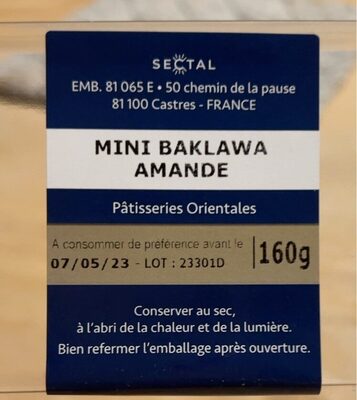 SECTAL
EMB. 81 065 E • 50 chemin de la pause
81 100 Castres - FRANCE
MINI BAKLAWA
AMANDE
Pâtisseries Orientales
A consommer de préférence avant le
07/05/23 - LOT : 23301D
160g
Conserver au sec,
à l'abri de la chaleur et de la lumière.
Bien refermer l'emballage après ouverture.